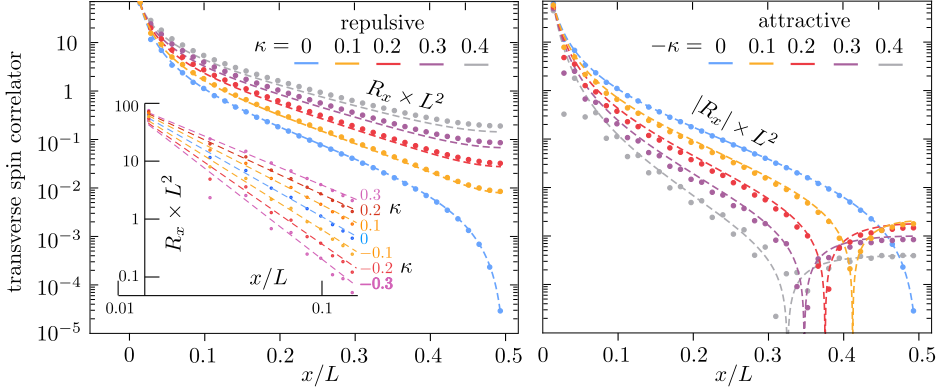 transverse spin correlator
10
1
10⁻¹
10⁻²
10⁻³
10⁻⁴
10⁻⁵
repulsive
κ = 0 0.1 0.2 0.3 0.4
R_x × L²
R_x × L²
100
10
1
0.1
0.01 0.1
x/L
0.3
0.2
0.1
0
−0.1
−0.2
−0.3
κ
κ
0 0.1 0.2 0.3 0.4 0.5
x/L
attractive
−κ = 0 0.1 0.2 0.3 0.4
|R_x| × L²
0 0.1 0.2 0.3 0.4 0.5
x/L